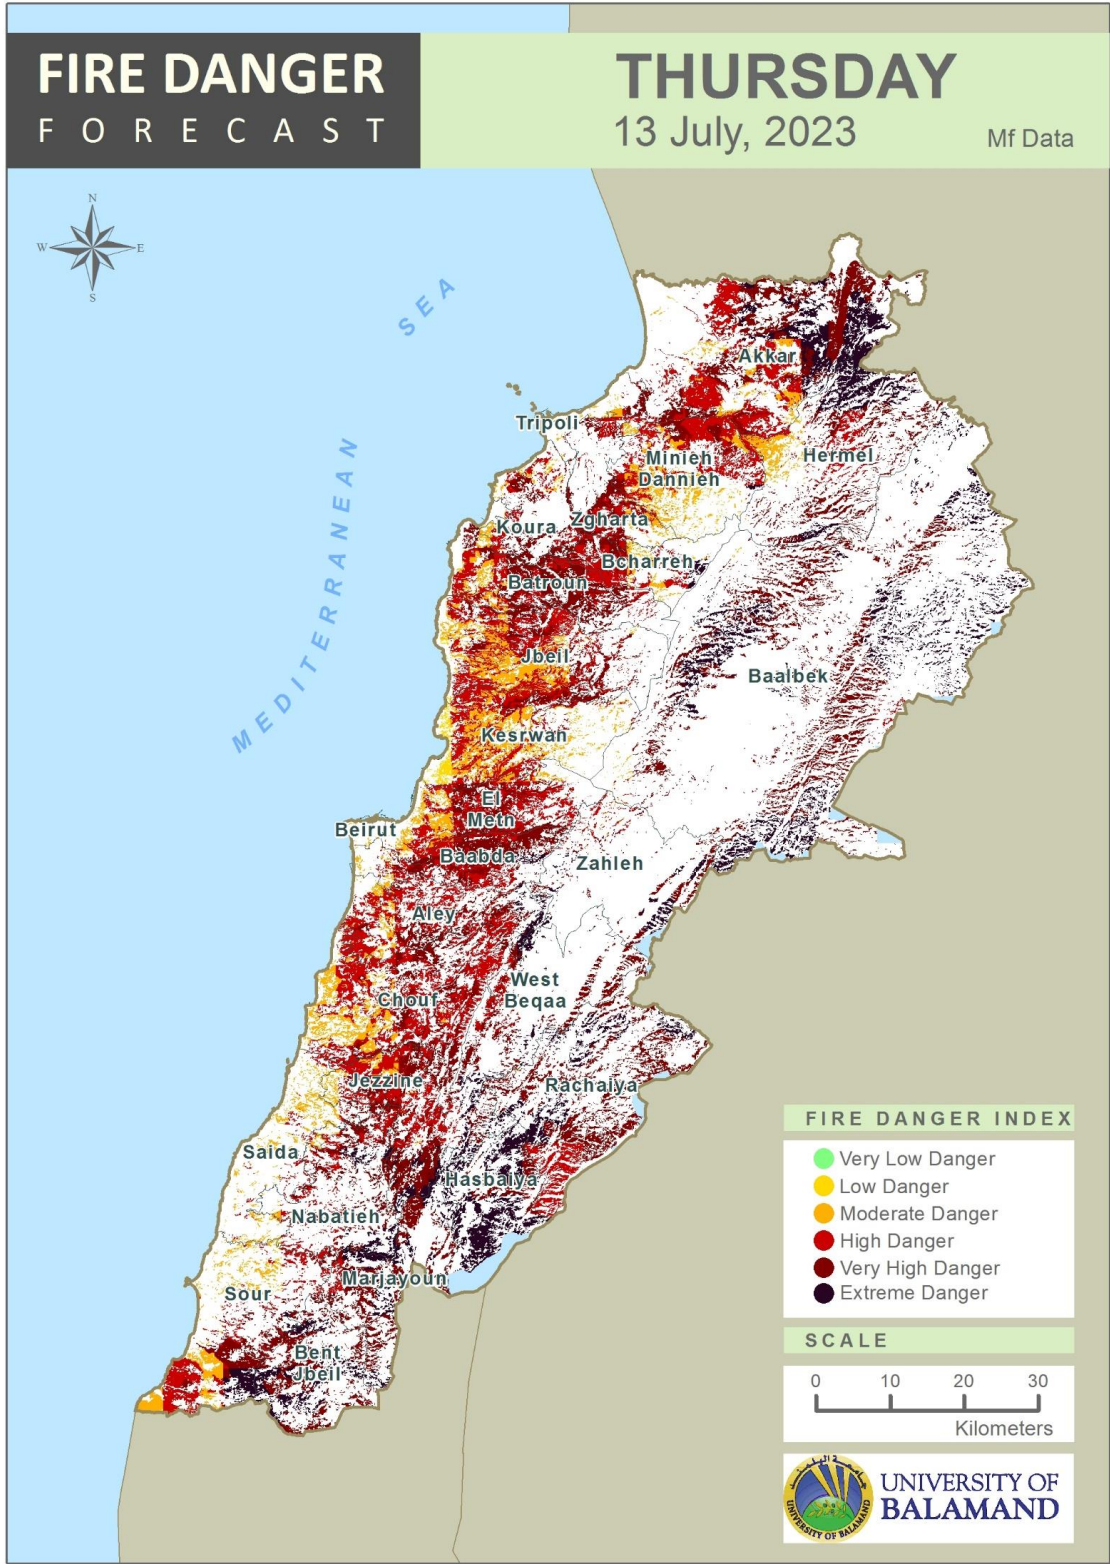 FIRE DANGER
FORECAST
THURSDAY
13 July, 2023
Mf Data
N
W
E
S
MEDITERRANEAN SEA
Akkar
Tripoli
Minieh
Dannieh
Hermel
Koura
Zgharta
Bcharreh
Batroun
Jbeil
Baalbek
Kesrwan
El
Metn
Beirut
Baabda
Zahleh
Aley
West
Beqaa
Chouf
Jezzine
Rachaiya
Saida
Hasbaiya
Nabatieh
Marjayoun
Sour
Bent
Jbeil
FIRE DANGER INDEX
Very Low Danger
Low Danger
Moderate Danger
High Danger
Very High Danger
Extreme Danger
SCALE
0 10 20 30
Kilometers
UNIVERSITY OF
BALAMAND
UNIVERSITY OF BALAMAND